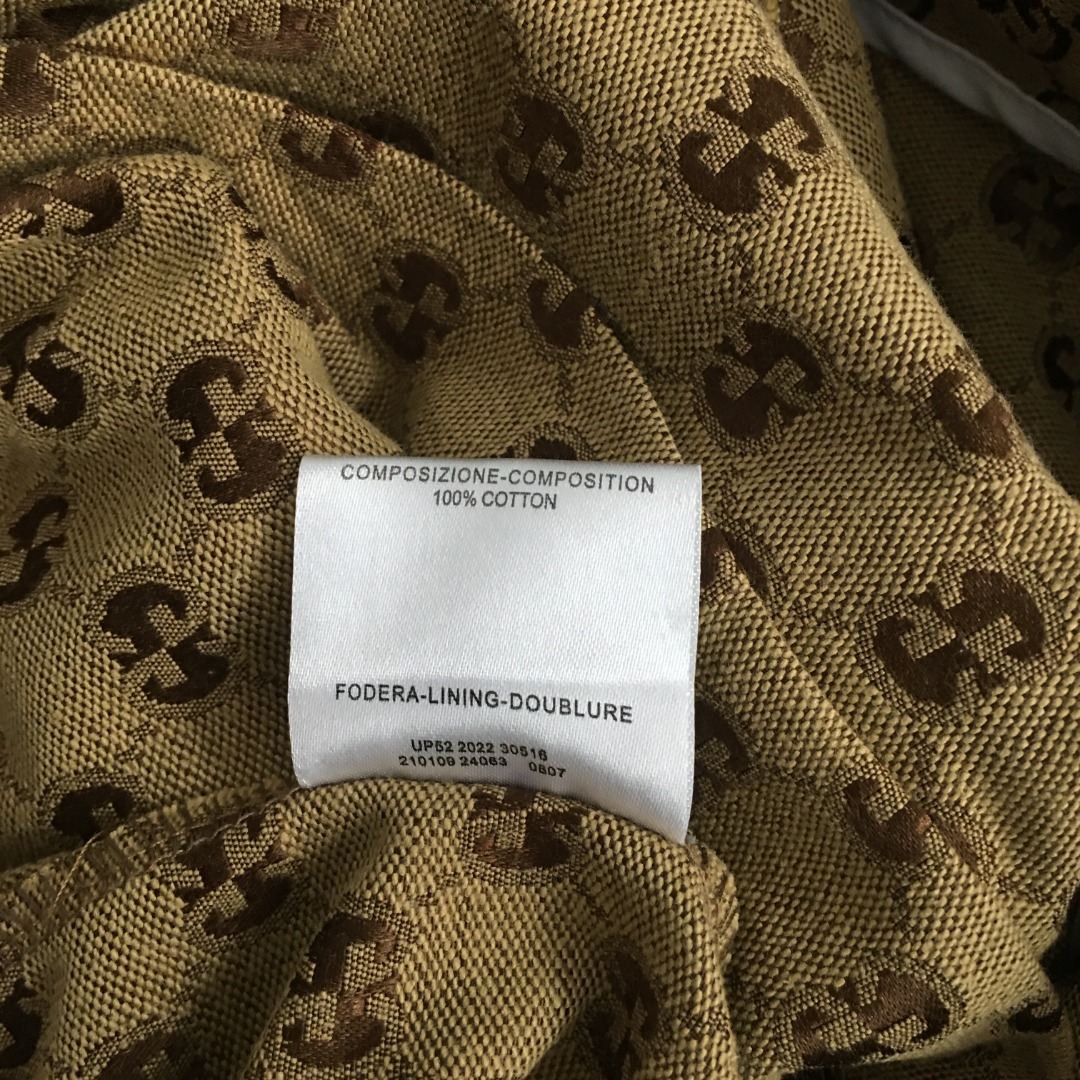 COMPOSIZIONE-COMPOSITION
100% COTTON
FODERA-LINING-DOUBLURE
UP52 2022 30516
210109 24063 0807